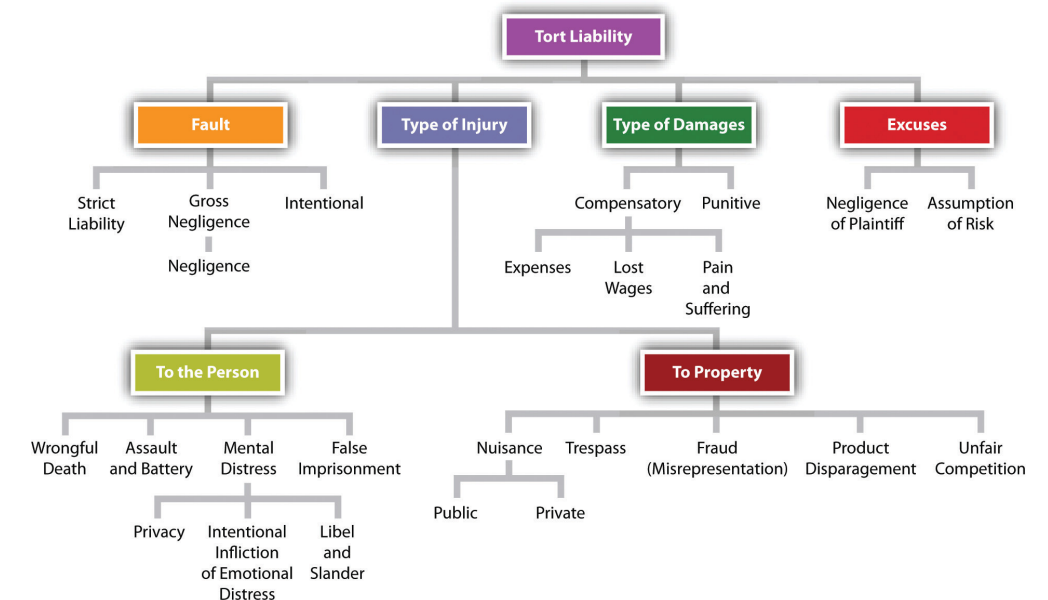 Tort Liability
Fault
Type of Injury
Type of Damages
Excuses
Strict
Liability
Gross
Negligence
Intentional
Negligence
Compensatory
Punitive
Expenses
Lost
Wages
Pain
and
Suffering
Negligence
of Plaintiff
Assumption
of Risk
To the Person
To Property
Wrongful
Death
Assault
and Battery
Mental
Distress
False
Imprisonment
Privacy
Intentional
Infliction
of Emotional
Distress
Libel
and
Slander
Nuisance
Trespass
Fraud
(Misrepresentation)
Product
Disparagement
Unfair
Competition
Public
Private